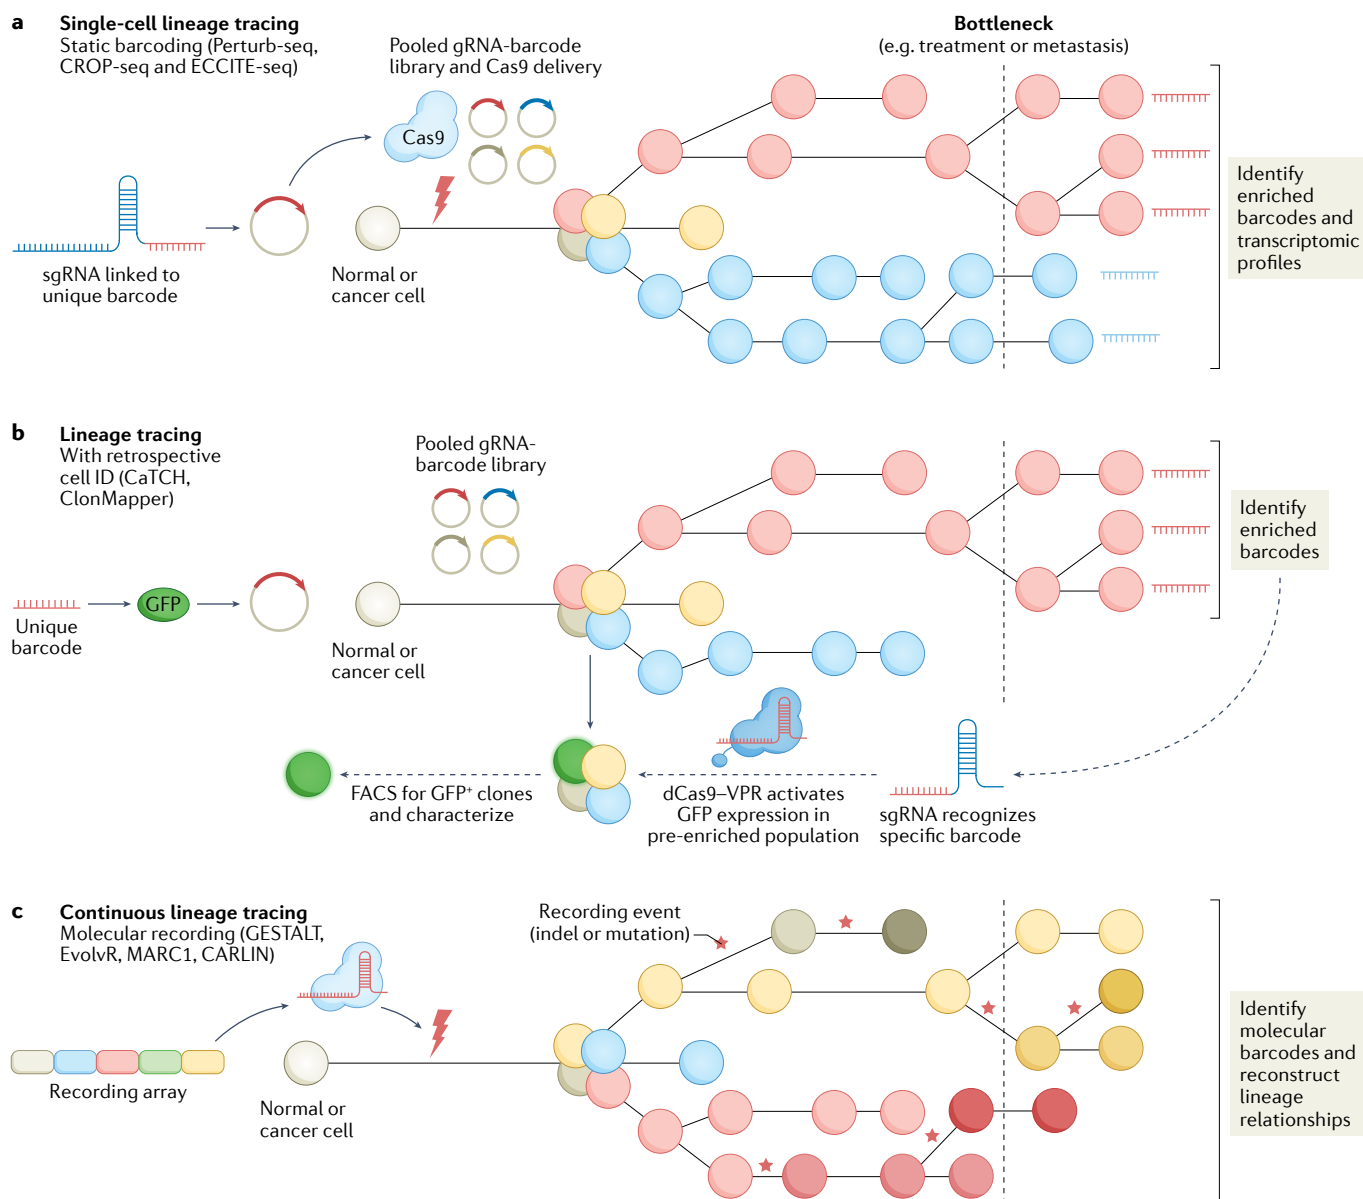 a
Single-cell lineage tracing
Static barcoding (Perturb-seq,
CROP-seq and ECCITE-seq)
Pooled gRNA-barcode
library and Cas9 delivery
Bottleneck
(e.g. treatment or metastasis)
Cas9
sgRNA linked to
unique barcode
Normal or
cancer cell
Identify
enriched
barcodes and
transcriptomic
profiles
b
Lineage tracing
With retrospective
cell ID (CaTCH,
ClonMapper)
Pooled gRNA-
barcode library
Unique
barcode
GFP
Normal or
cancer cell
Identify
enriched
barcodes
FACS for GFP⁺ clones
and characterize
dCas9–VPR activates
GFP expression in
pre-enriched population
sgRNA recognizes
specific barcode
c
Continuous lineage tracing
Molecular recording (GESTALT,
EvolvR, MARC1, CARLIN)
Recording event
(indel or mutation)
Recording array
Normal or
cancer cell
Identify
molecular
barcodes and
reconstruct
lineage
relationships